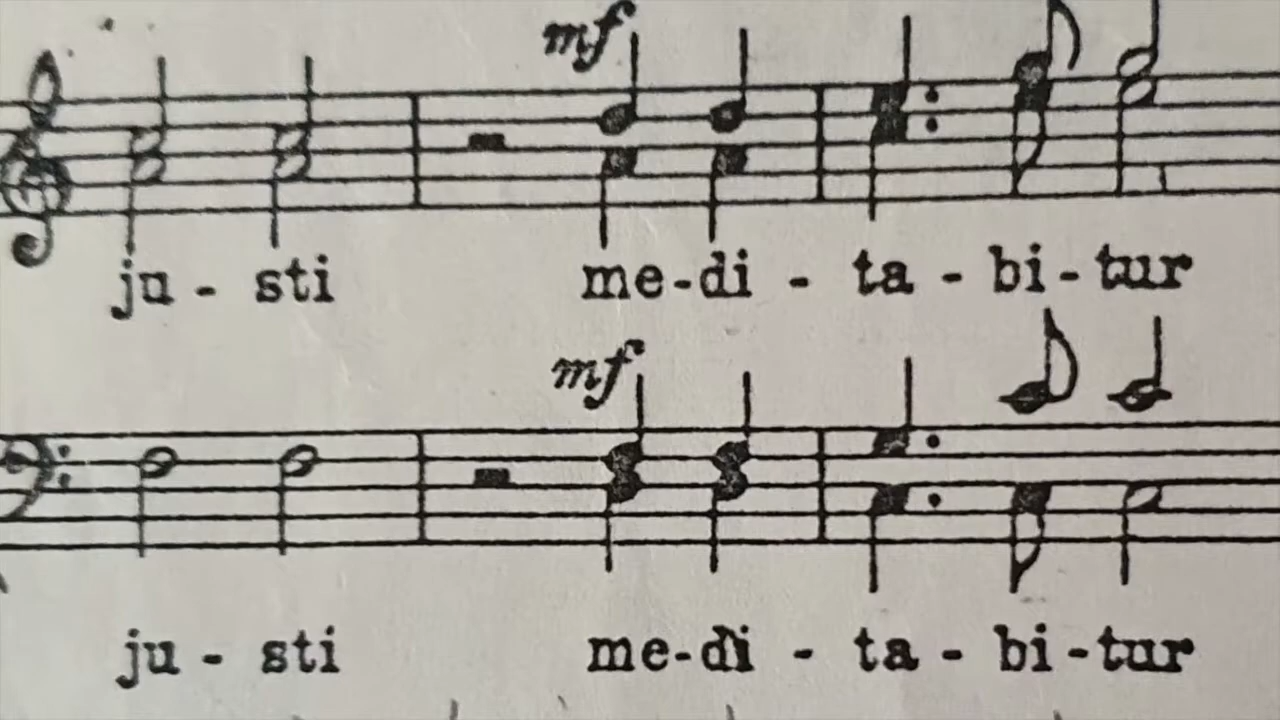 mf
ju - sti me-di - ta - bi-tur
mf
ju - sti me-di - ta - bi-tur